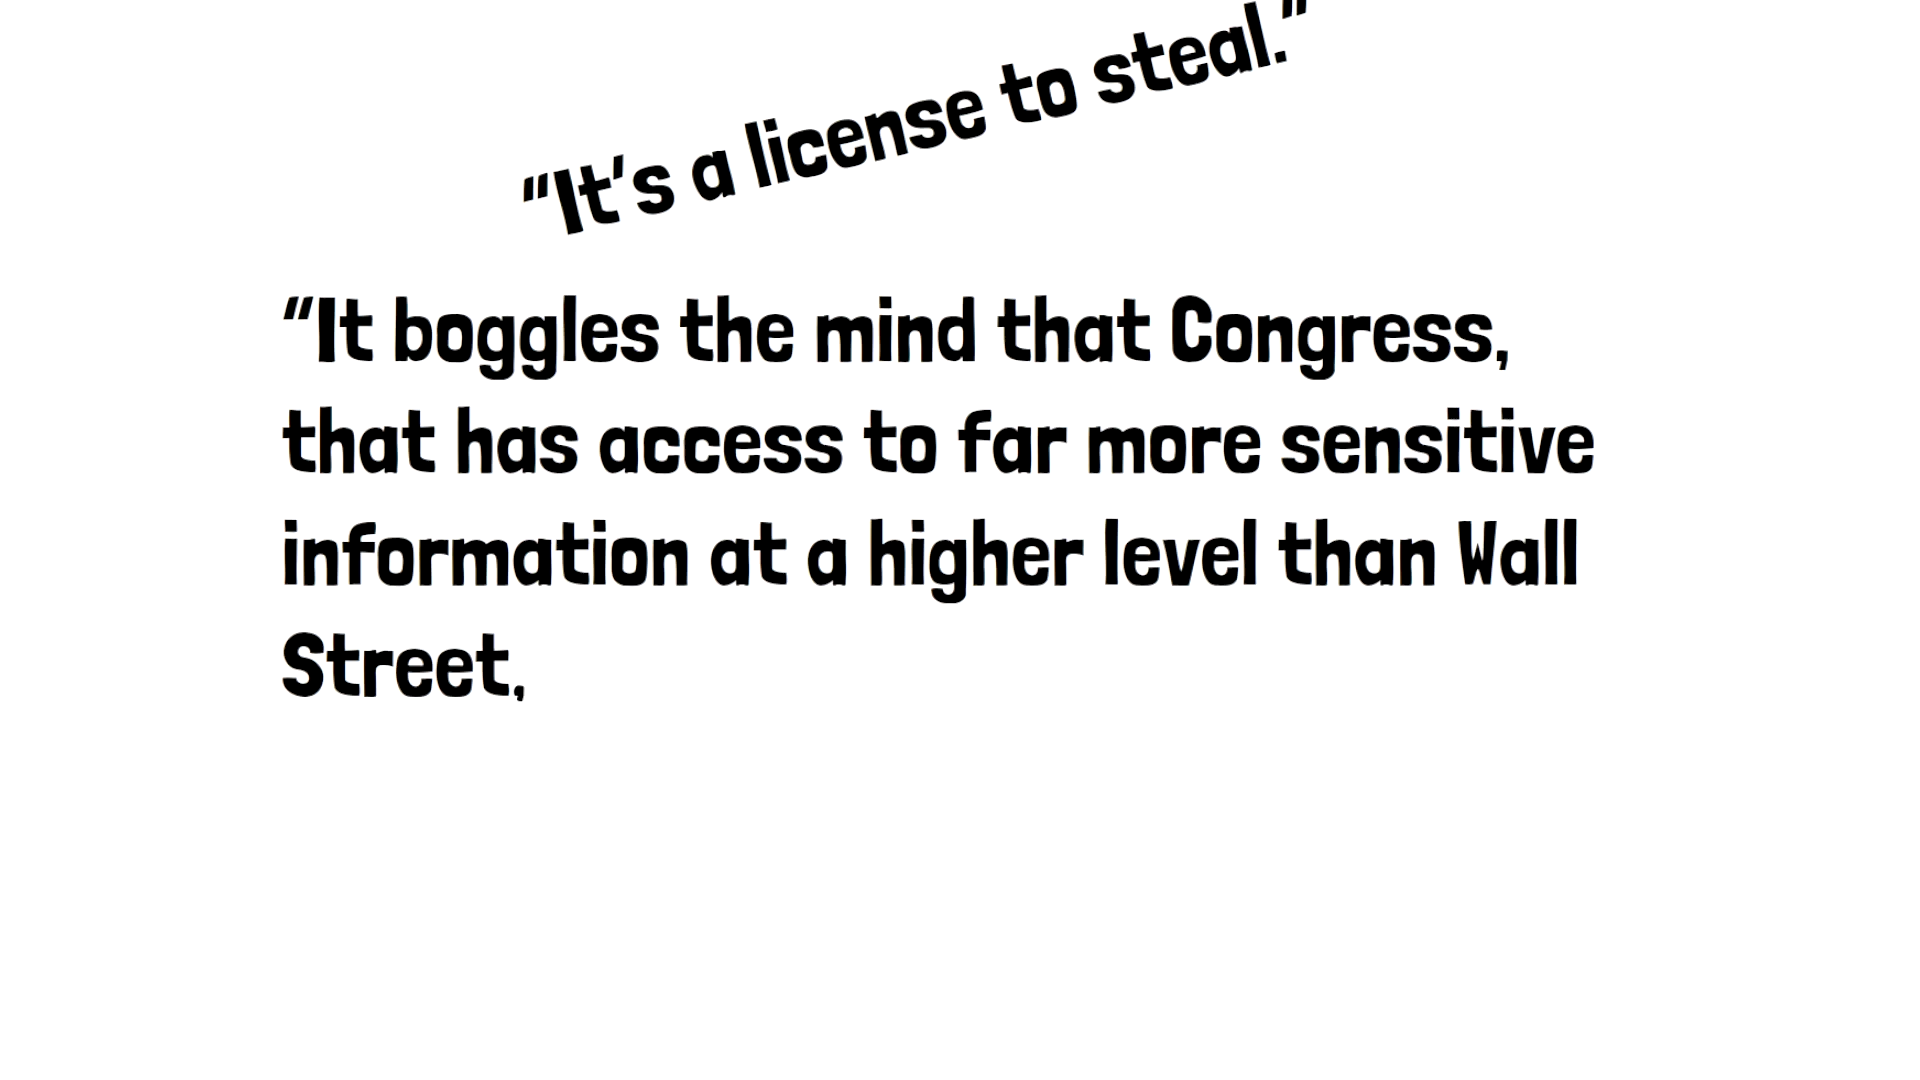 “It’s a license to steal.”
“It boggles the mind that Congress,
that has access to far more sensitive
information at a higher level than Wall
Street,